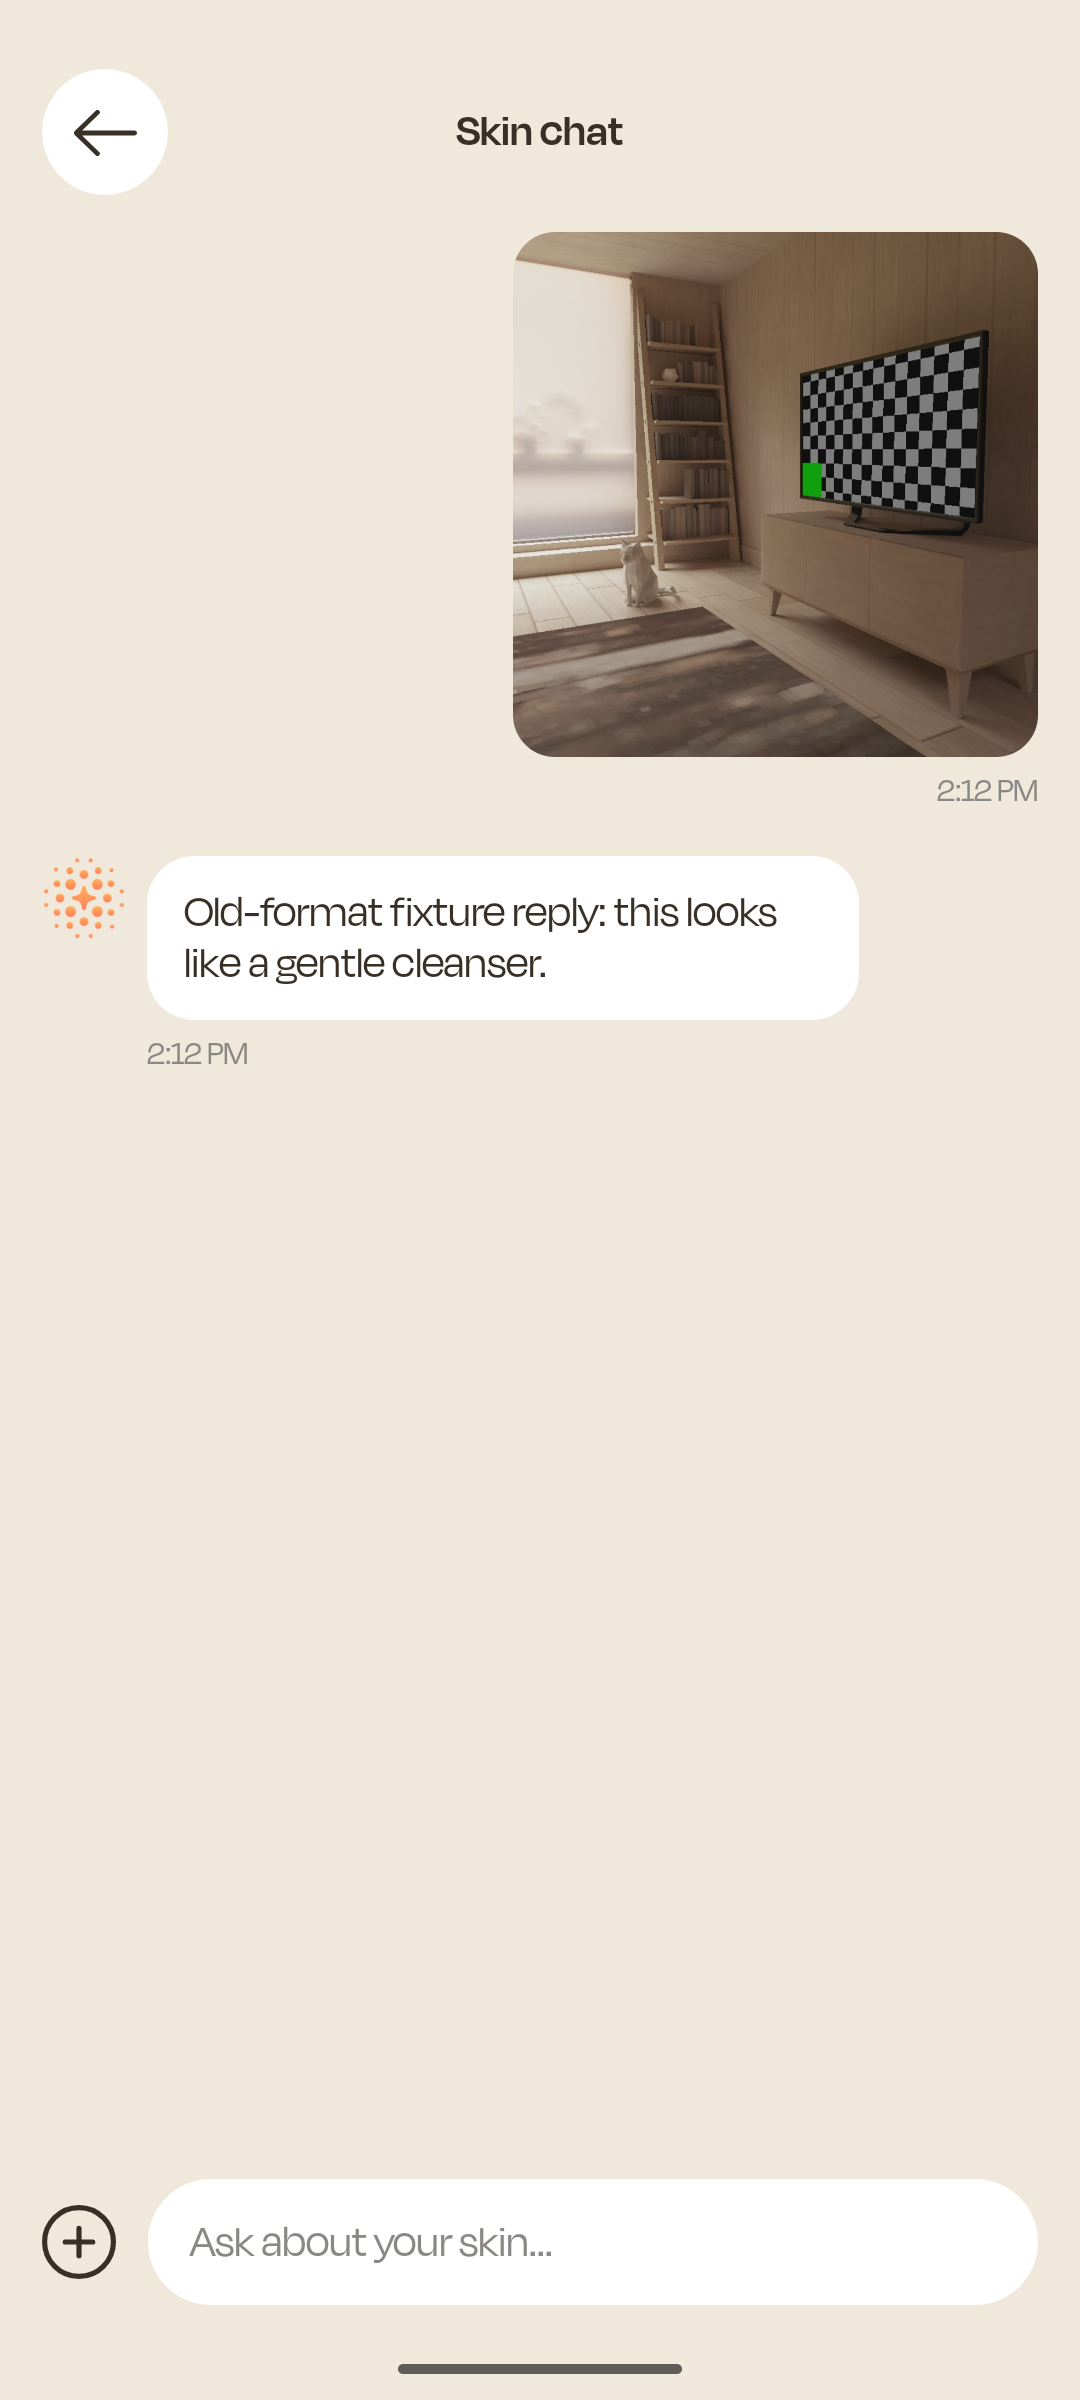 Skin chat
2:12 PM
Old-format fixture reply: this looks
like a gentle cleanser.
2:12 PM
Ask about your skin...